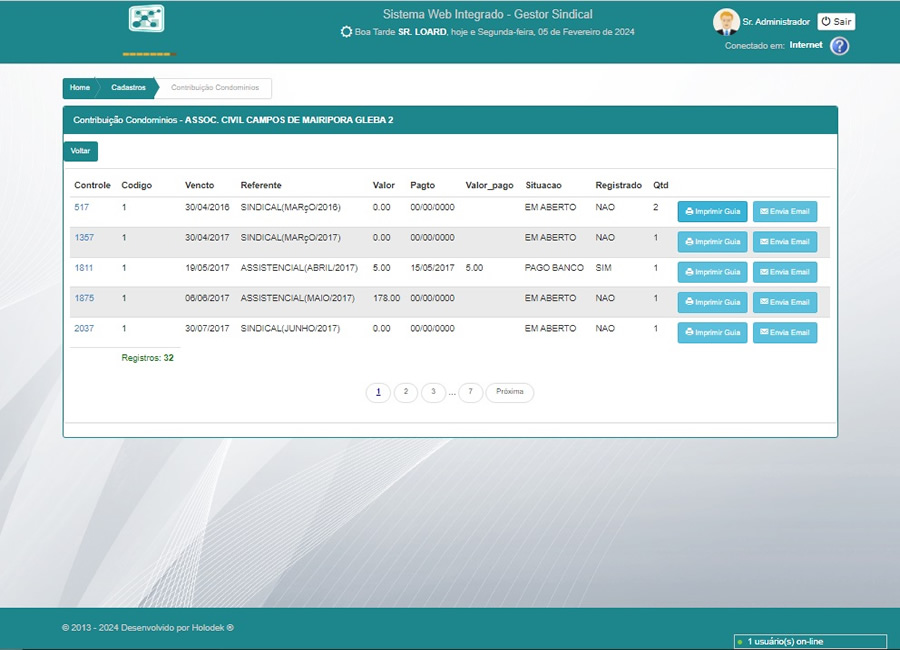 Sistema Web Integrado - Gestor Sindical
Boa Tarde SR. LOARD, hoje e Segunda-feira, 05 de Fevereiro de 2024
Sr. Administrador Sair
Conectado em: Internet ?
Home Cadastros Contribuição Condominios
Contribuição Condominios - ASSOC. CIVIL CAMPOS DE MAIRIPORA GLEBA 2
Voltar
Controle Codigo Vencto Referente Valor Pagto Valor_pago Situacao Registrado Qtd
517 1 30/04/2016 SINDICAL(MARçO/2016) 0.00 00/00/0000 EM ABERTO NAO 2 Imprimir Guia Envia Email
1357 1 30/04/2017 SINDICAL(MARçO/2017) 0.00 00/00/0000 EM ABERTO NAO 1 Imprimir Guia Envia Email
1811 1 19/05/2017 ASSISTENCIAL(ABRIL/2017) 5.00 15/05/2017 5.00 PAGO BANCO SIM 1 Imprimir Guia Envia Email
1875 1 06/06/2017 ASSISTENCIAL(MAIO/2017) 178.00 00/00/0000 EM ABERTO NAO 1 Imprimir Guia Envia Email
2037 1 30/07/2017 SINDICAL(JUNHO/2017) 0.00 00/00/0000 EM ABERTO NAO 1 Imprimir Guia Envia Email
Registros: 32
1 2 3 ... 7 Próxima
© 2013 - 2024 Desenvolvido por Holodek ®
1 usuário(s) on-line